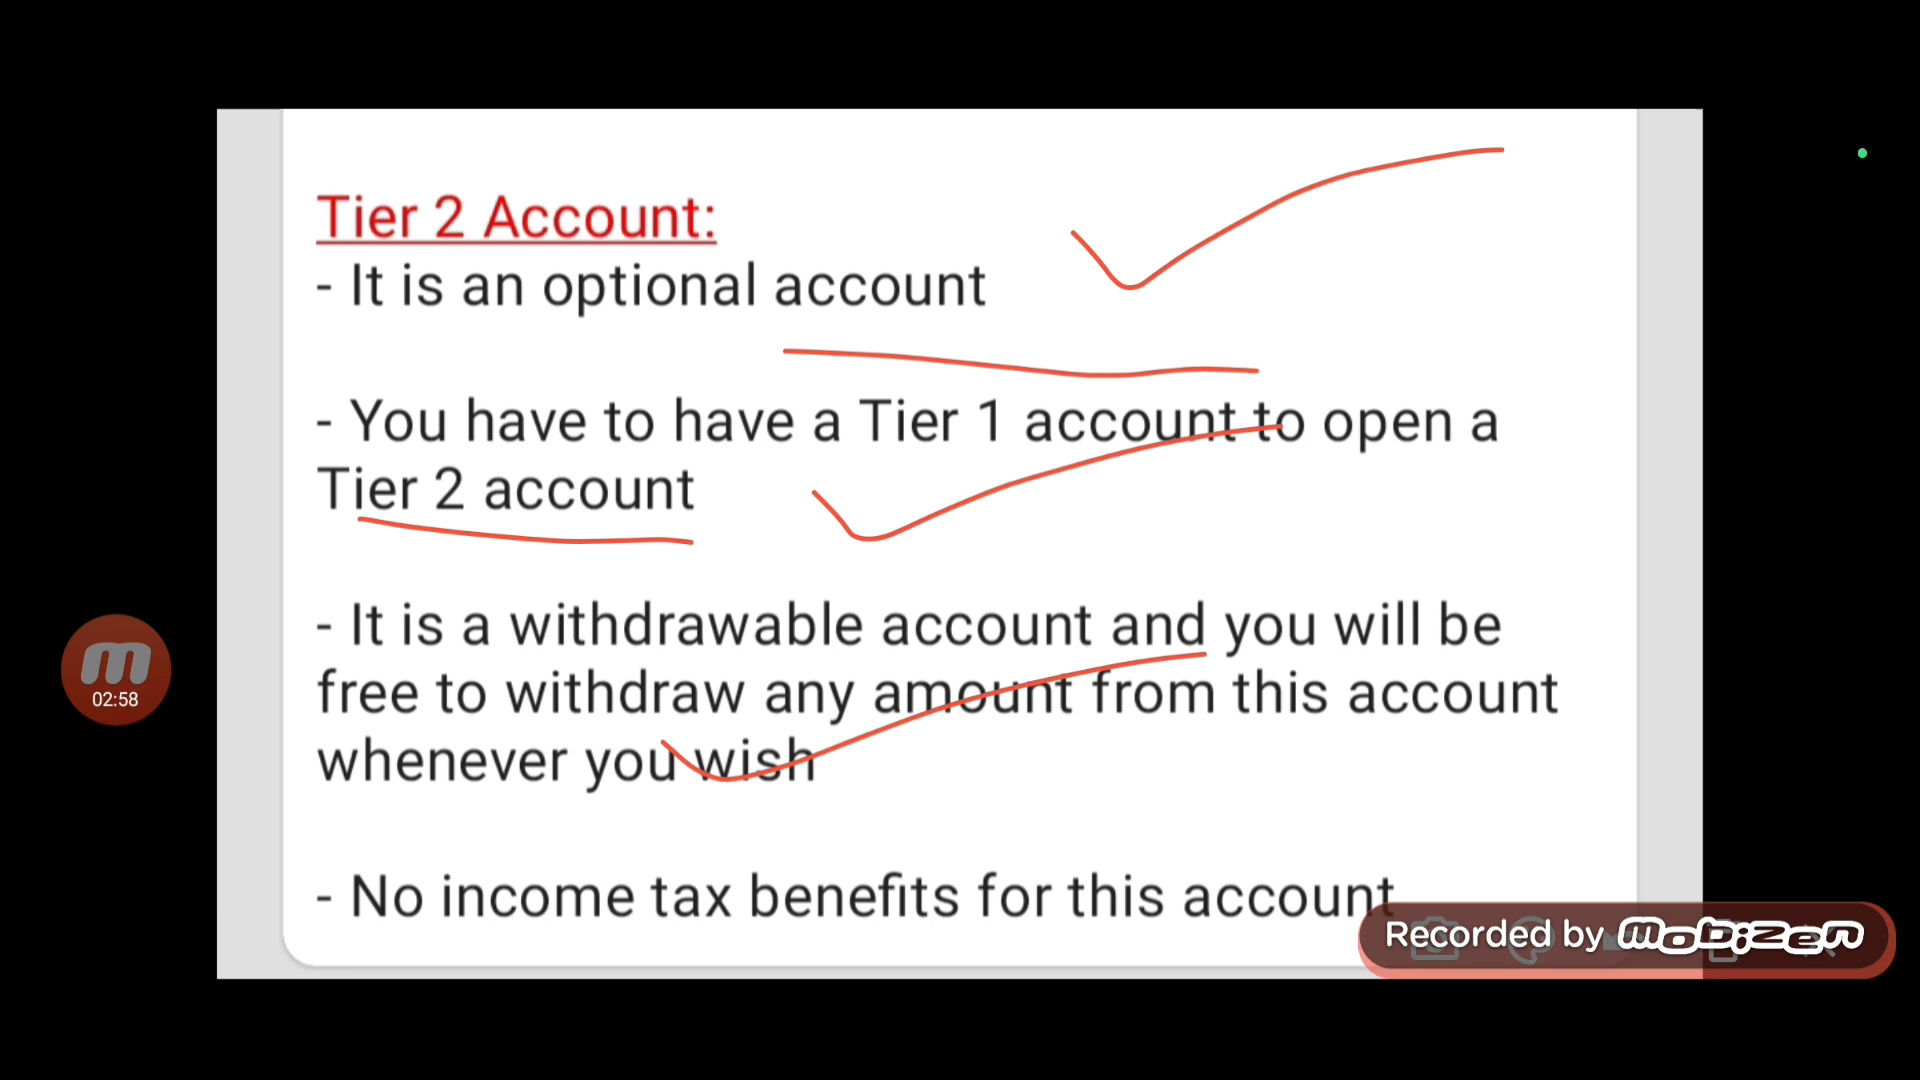 Tier 2 Account:
- It is an optional account
- You have to have a Tier 1 account to open a
Tier 2 account
- It is a withdrawable account and you will be
free to withdraw any amount from this account
whenever you wish
- No income tax benefits for this account
m
02:58
Recorded by mobizen